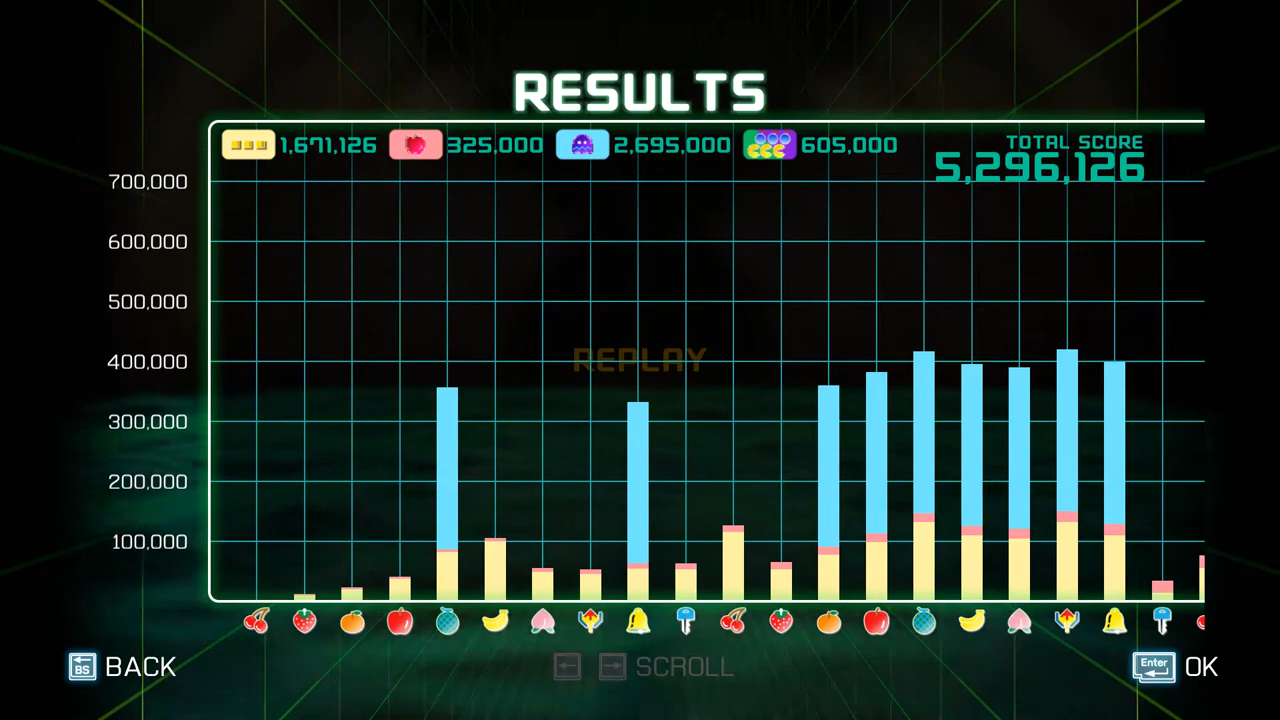 RESULTS
1,671,126 325,000 2,695,000 605,000
TOTAL SCORE
5,296,126
700,000
600,000
500,000
400,000
REPLAY
300,000
200,000
100,000
BS BACK
SCROLL
Enter OK